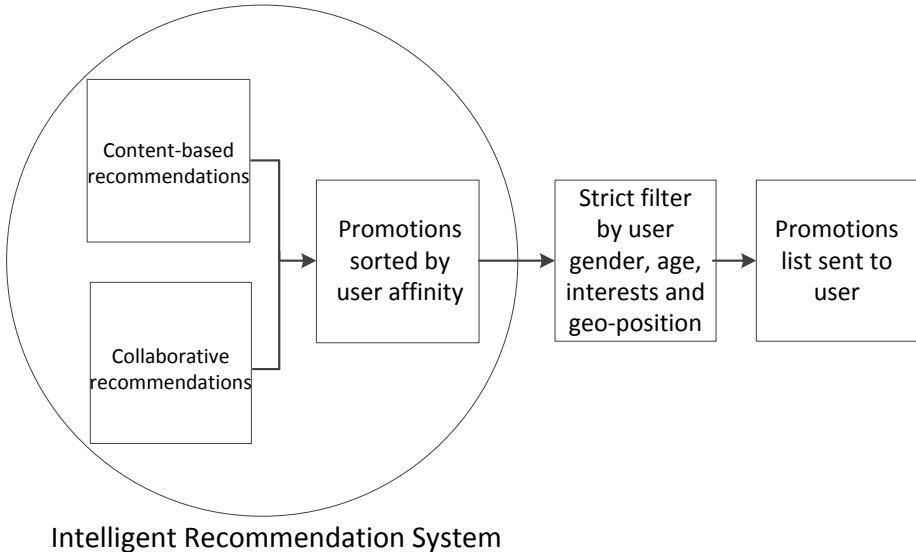 Content-based
recommendations
Collaborative
recommendations
Promotions
sorted by
user affinity
Strict filter
by user
gender, age,
interests and
geo-position
Promotions
list sent to
user
Intelligent Recommendation System